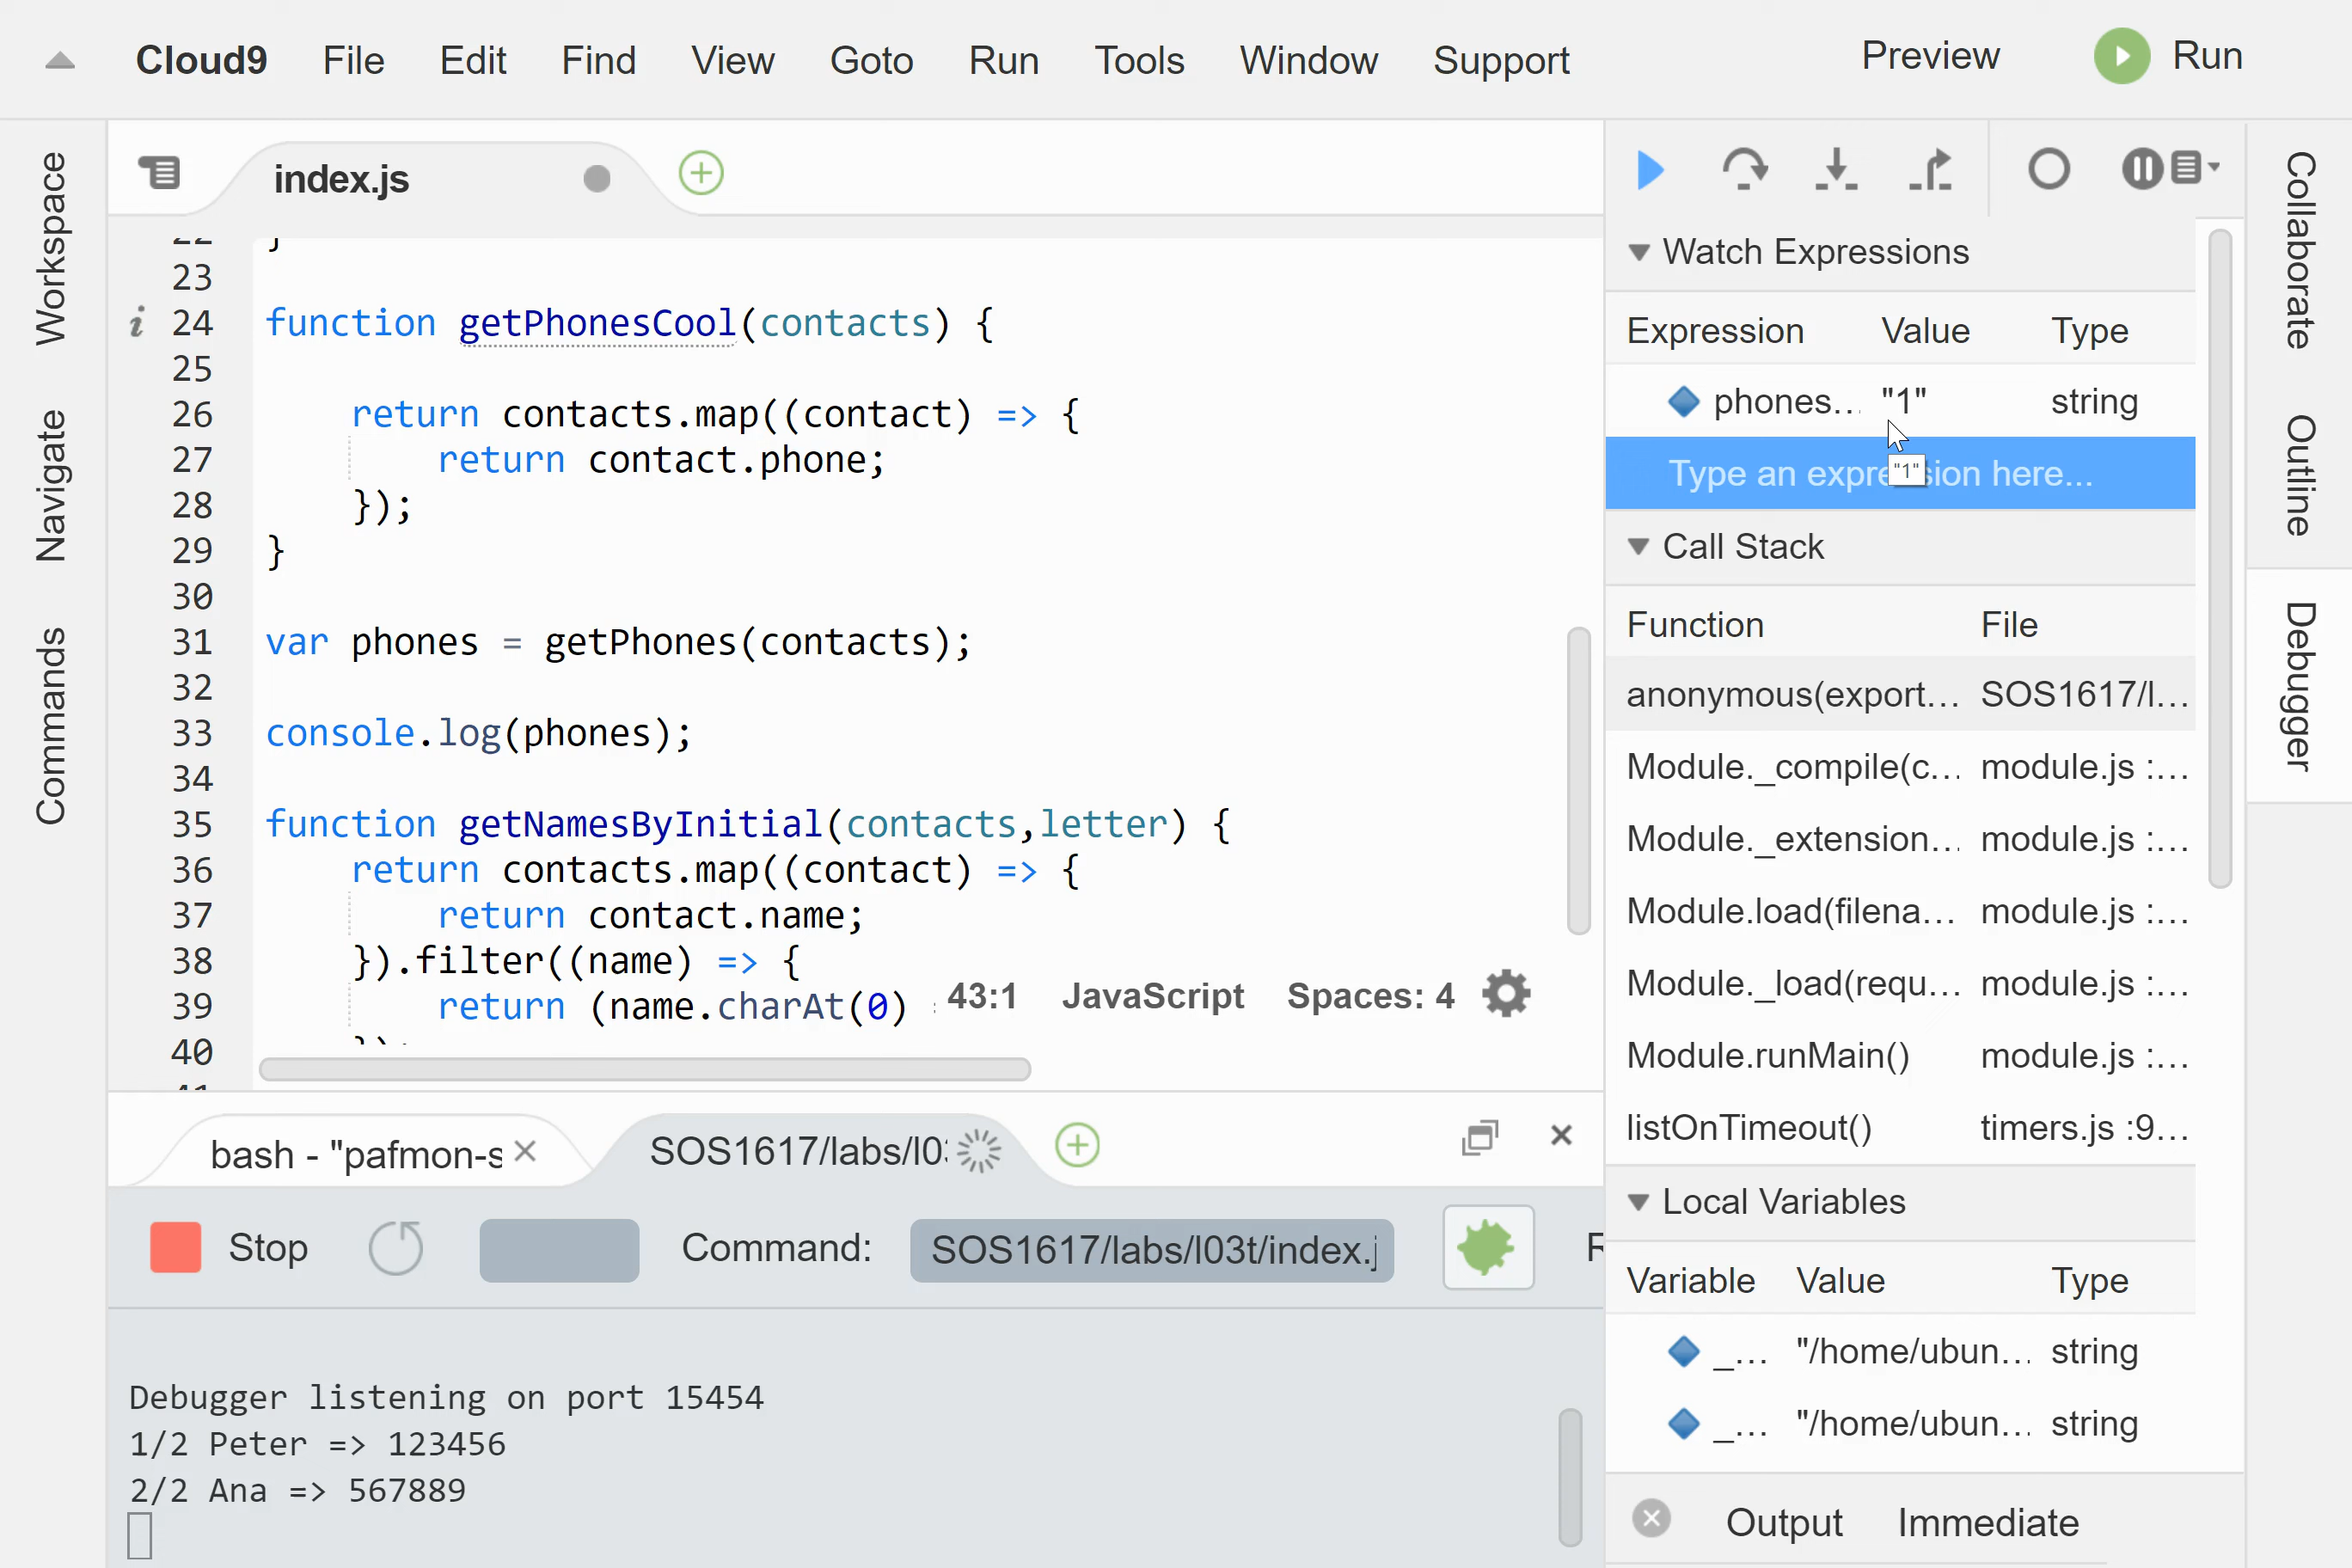 Cloud9 File Edit Find View Goto Run Tools Window Support Preview Run
Workspace
Navigate
Commands
index.js
22 }
23
i 24 function getPhonesCool(contacts) {
25
26 return contacts.map((contact) => {
27 return contact.phone;
28 });
29 }
30
31 var phones = getPhones(contacts);
32
33 console.log(phones);
34
35 function getNamesByInitial(contacts,letter) {
36 return contacts.map((contact) => {
37 return contact.name;
38 }).filter((name) => {
39 return (name.charAt(0)
40
41
43:1 JavaScript Spaces: 4
bash - "pafmon-s
SOS1617/labs/l03
Stop Command: SOS1617/labs/l03t/index.j
Debugger listening on port 15454
1/2 Peter => 123456
2/2 Ana => 567889
Watch Expressions
Expression Value Type
phones... "1" string
Type an expression here...
"1"
Call Stack
Function File
anonymous(export... SOS1617/l...
Module._compile(c... module.js :...
Module._extension... module.js :...
Module.load(filena... module.js :...
Module._load(requ... module.js :...
Module.runMain() module.js :...
listOnTimeout() timers.js :9...
Local Variables
Variable Value Type
_... "/home/ubun... string
_... "/home/ubun... string
Output Immediate
Collaborate
Outline
Debugger